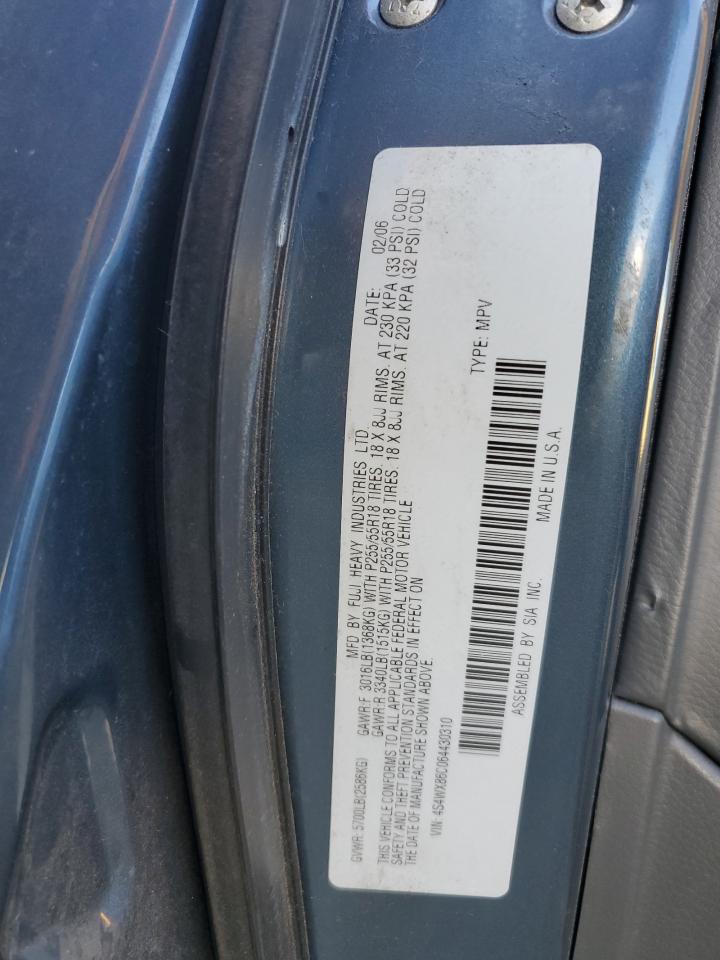 MFD BY FUJI HEAVY INDUSTRIES LTD. DATE: 02/06
GVWR: 5700LB(2586KG) GAWR:F 3016LB(1368KG) WITH P255/55R18 TIRES. 18 X 8JJ RIMS. AT 230 KPA (33 PSI) COLD
GAWR:R 3340LB(1515KG) WITH P255/55R18 TIRES. 18 X 8JJ RIMS. AT 220 KPA (32 PSI) COLD
THIS VEHICLE CONFORMS TO ALL APPLICABLE FEDERAL MOTOR VEHICLE
SAFETY AND THEFT PREVENTION STANDARDS IN EFFECT ON
THE DATE OF MANUFACTURE SHOWN ABOVE.
VIN: 4S4WX86C064430310 TYPE: MPV
ASSEMBLED BY SIA INC. MADE IN U.S.A.